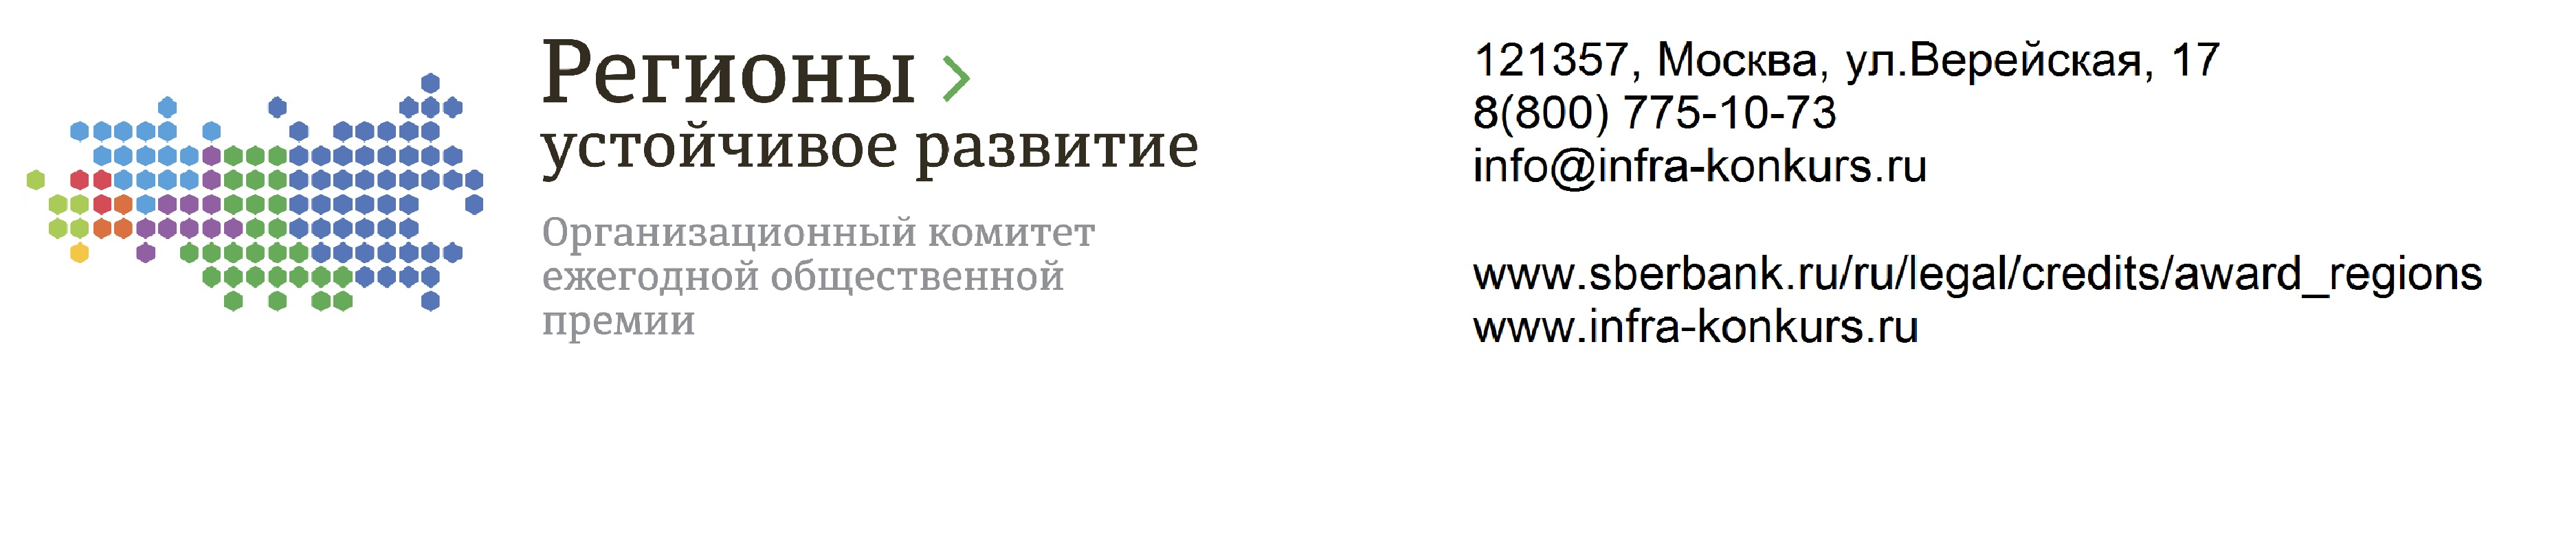 Регионы >
устойчивое развитие
Организационный комитет
ежегодной общественной
премии
121357, Москва, ул.Верейская, 17
8(800) 775-10-73
info@infra-konkurs.ru
www.sberbank.ru/ru/legal/credits/award_regions
www.infra-konkurs.ru